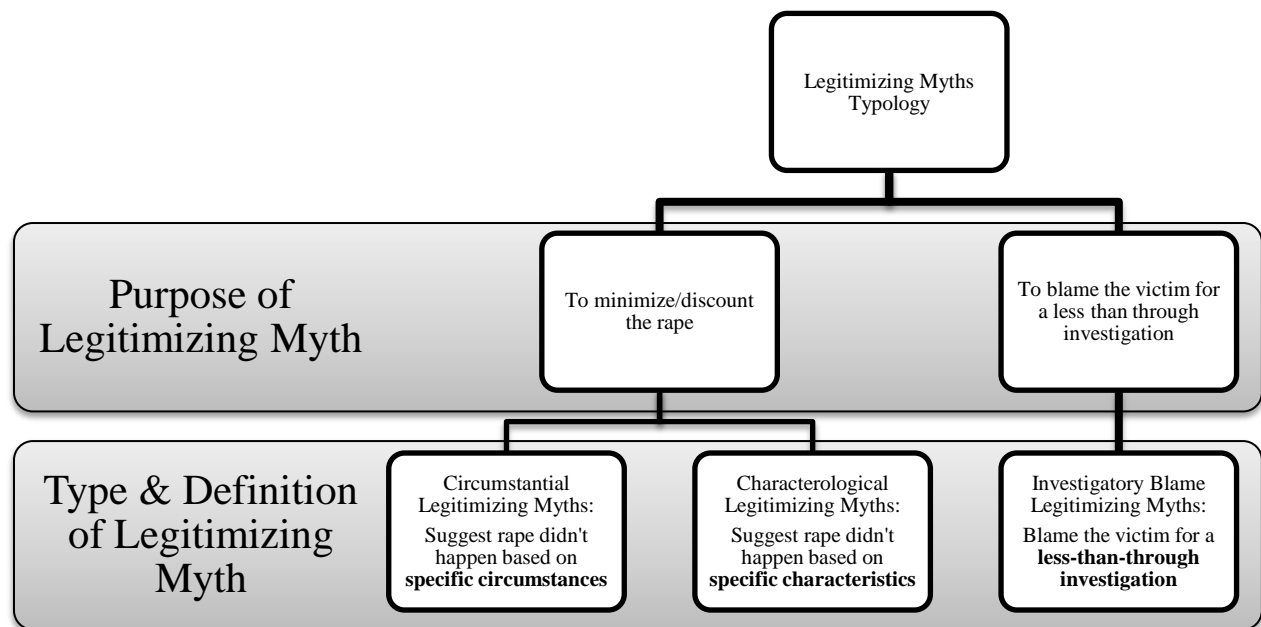 Legitimizing Myths
Typology
Purpose of
Legitimizing Myth
To minimize/discount
the rape
To blame the victim for
a less than through
investigation
Type & Definition
of Legitimizing
Myth
Circumstantial
Legitimizing Myths:
Suggest rape didn't
happen based on
specific circumstances
Characterological
Legitimizing Myths:
Suggest rape didn't
happen based on
specific characteristics
Investigatory Blame
Legitimizing Myths:
Blame the victim for a
less-than-through
investigation